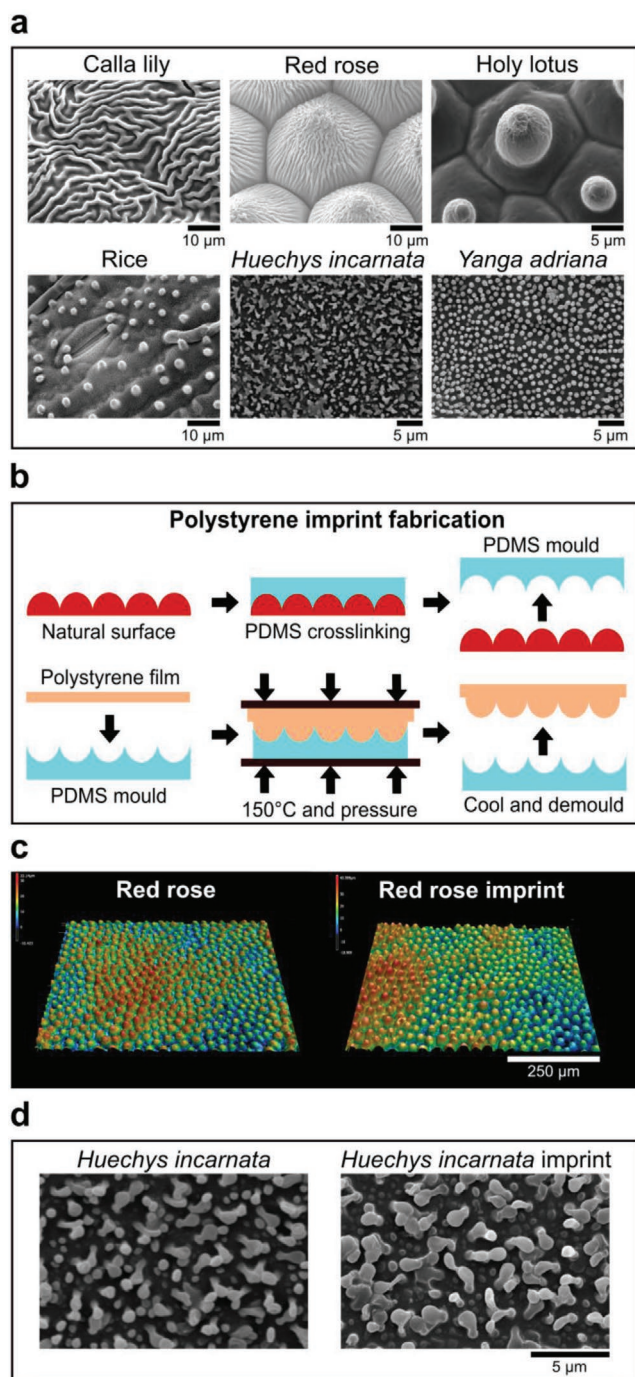 a
Calla lily
Red rose
Holy lotus
10 µm
10 µm
5 µm
Rice
Huechys incarnata
Yanga adriana
10 µm
5 µm
5 µm
b
Polystyrene imprint fabrication
PDMS mould
Natural surface
PDMS crosslinking
Polystyrene film
PDMS mould
150°C and pressure
Cool and demould
c
Red rose
Red rose imprint
250 µm
d
Huechys incarnata
Huechys incarnata imprint
5 µm